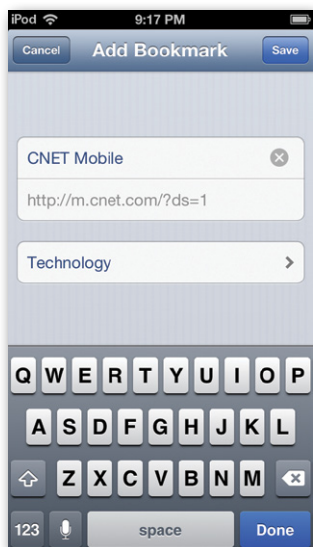 iPod 9:17 PM
Cancel Add Bookmark Save
CNET Mobile
http://m.cnet.com/?ds=1
Technology
Q W E R T Y U I O P
A S D F G H J K L
Z X C V B N M
123 space Done